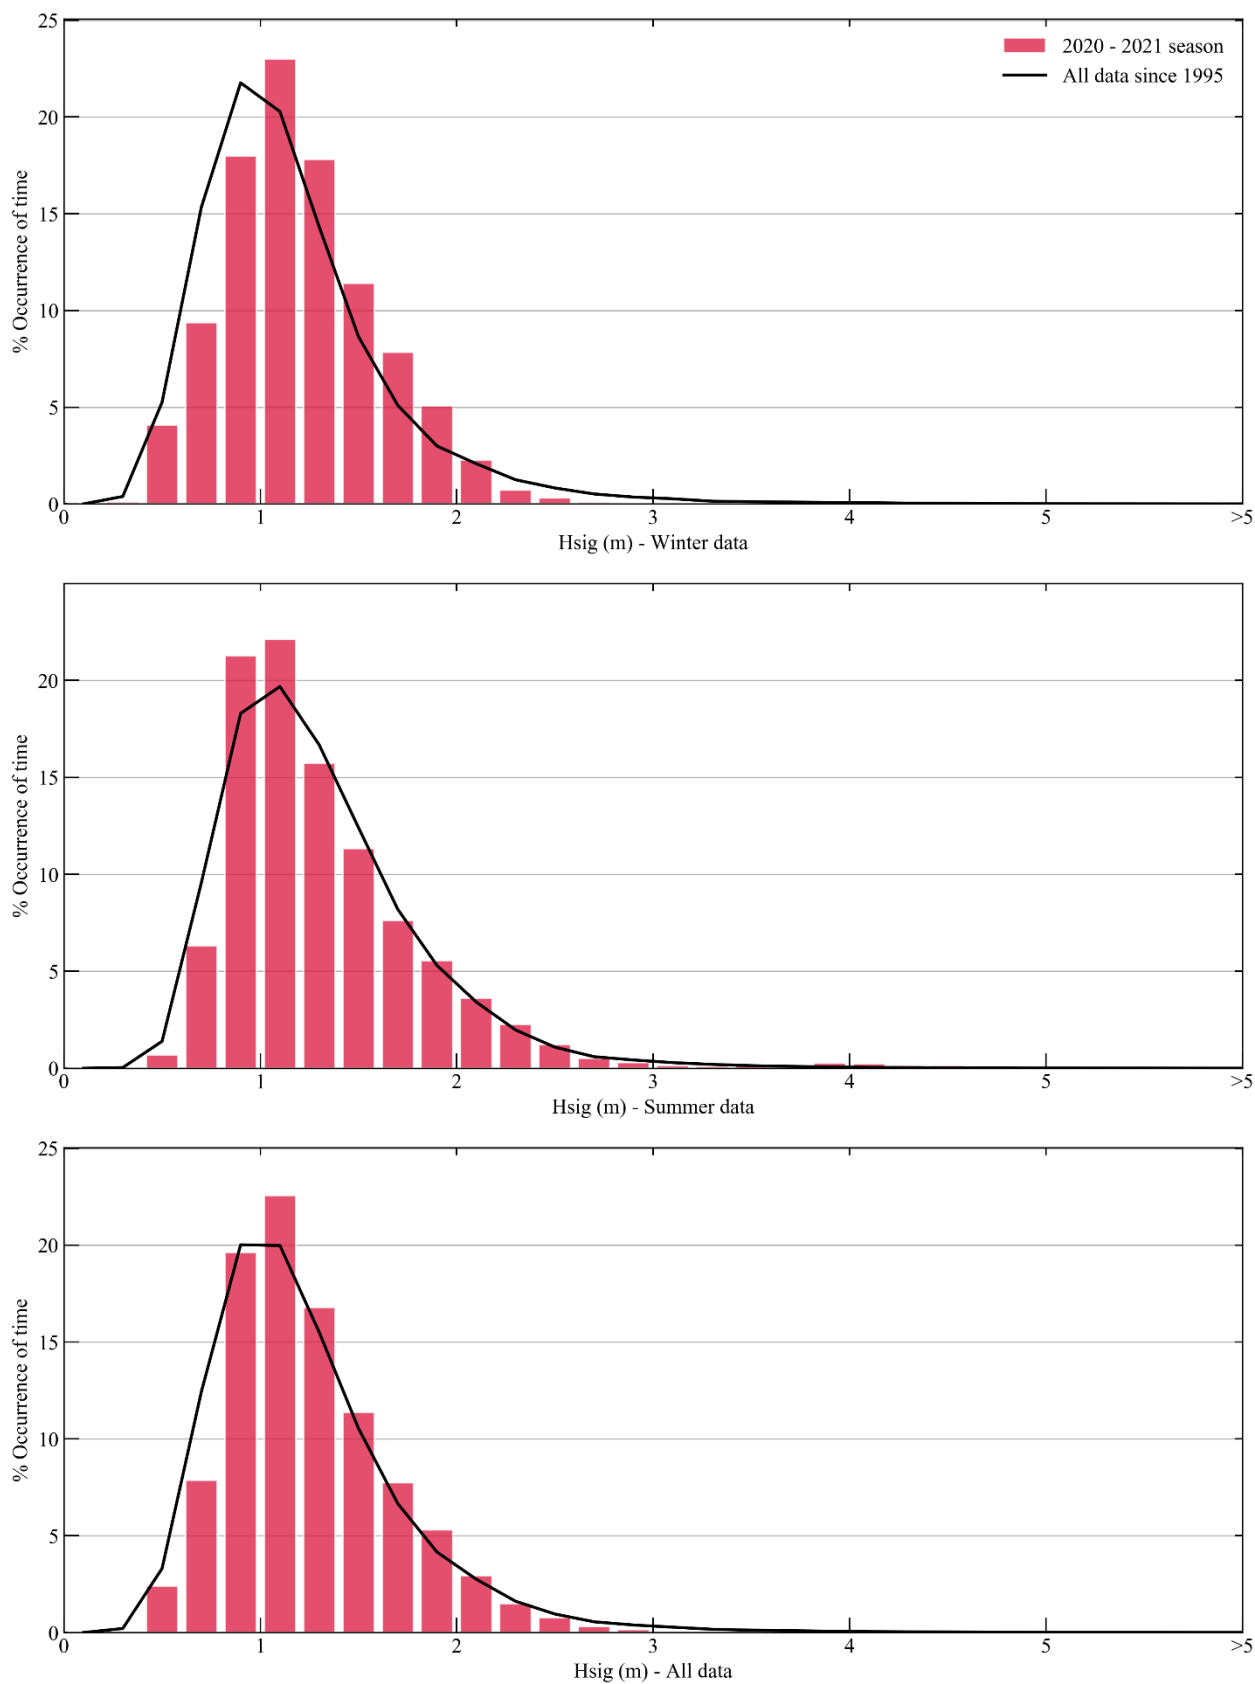 25
20
15
10
5
0
% Occurrence of time
2020 - 2021 season
All data since 1995
0 1 2 3 4 5 >5
Hsig (m) - Winter data
20
15
10
5
0
% Occurrence of time
0 1 2 3 4 5 >5
Hsig (m) - Summer data
25
20
15
10
5
0
% Occurrence of time
0 1 2 3 4 5 >5
Hsig (m) - All data